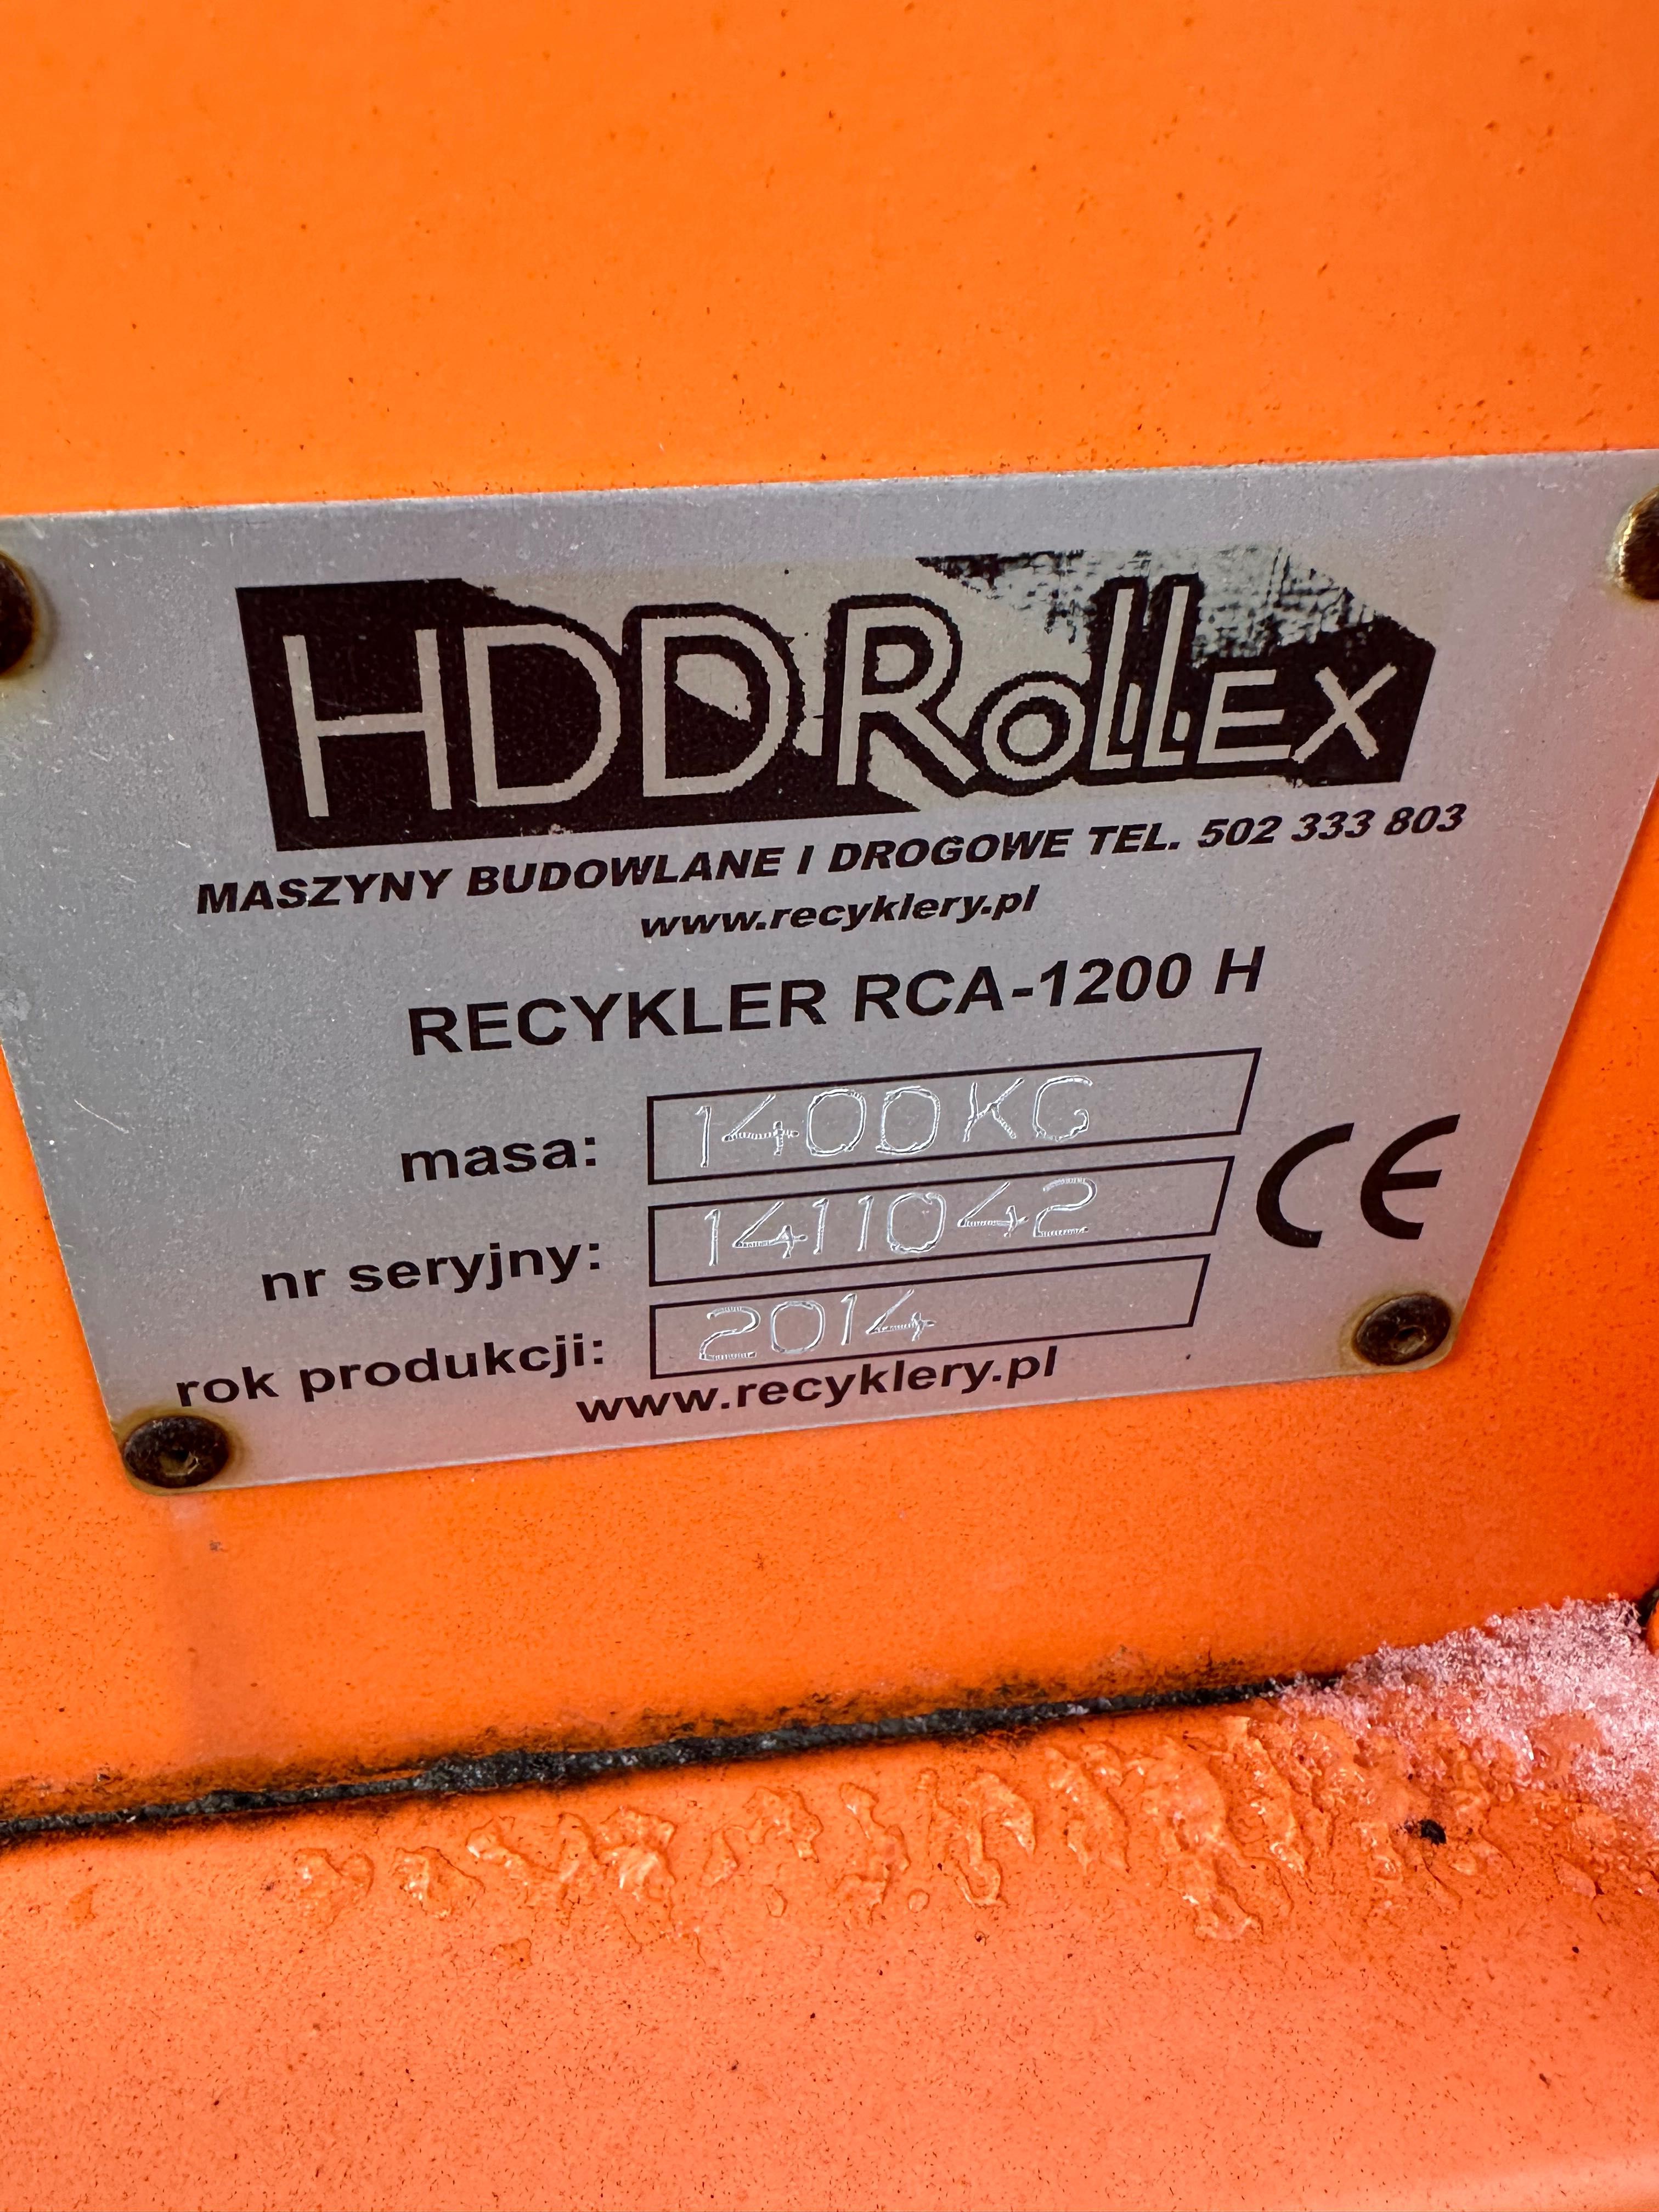 HDDRollEX
MASZYNY BUDOWLANE I DROGOWE TEL. 502 333 803
www.recyklery.pl
RECYKLER RCA-1200 H
masa: 1400KG
nr seryjny: 1411042
rok produkcji: 2014
www.recyklery.pl
CE